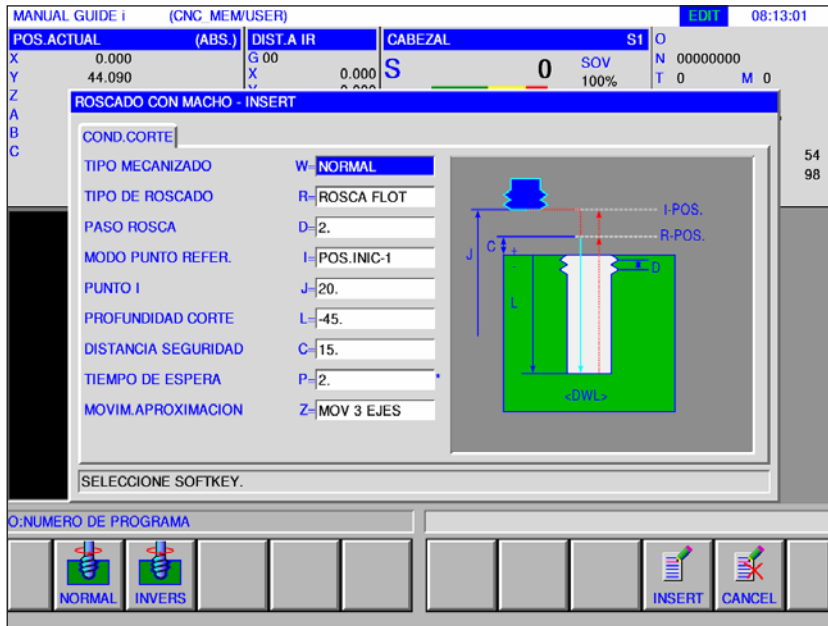 MANUAL GUIDE i (CNC_MEM/USER) EDIT 08:13:01
POS.ACTUAL (ABS.) DIST.A IR CABEZAL S1 O
X 0.000 G 00 S 0 SOV N 00000000
Y 44.090 X 0.000 100% T 0 M 0
Z
A
B
C
54
98
ROSCADO CON MACHO - INSERT
COND.CORTE
TIPO MECANIZADO W=NORMAL
TIPO DE ROSCADO R=ROSCA FLOT
PASO ROSCA D=2.
MODO PUNTO REFER. I=POS.INIC-1
PUNTO I J=20.
PROFUNDIDAD CORTE L=-45.
DISTANCIA SEGURIDAD C=15.
TIEMPO DE ESPERA P=2. *
MOVIM.APROXIMACION Z=MOV 3 EJES
I-POS.
R-POS.
J C + -
D
L
<DWL>
SELECCIONE SOFTKEY.
O:NUMERO DE PROGRAMA
NORMAL INVERS INSERT CANCEL